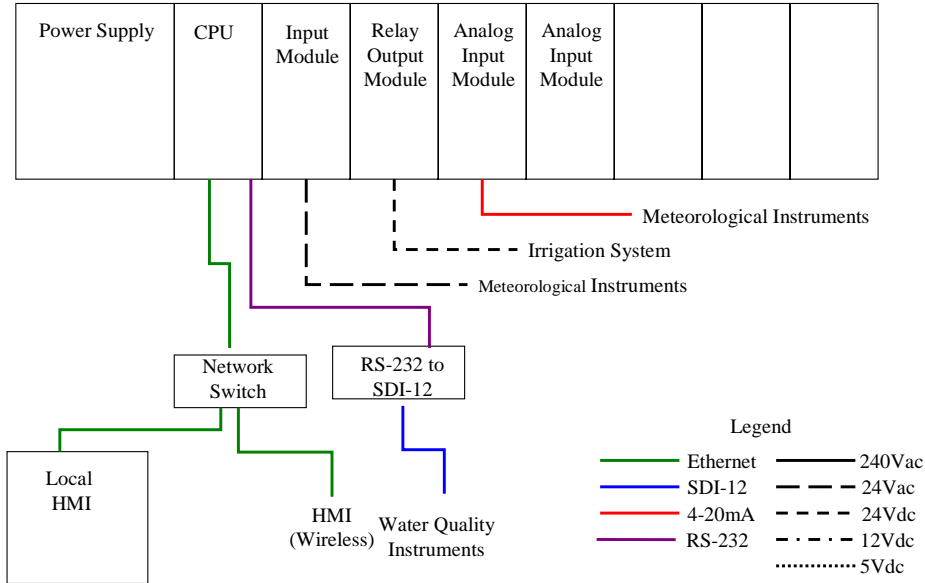 Power Supply
CPU
Input
Module
Relay
Output
Module
Analog
Input
Module
Analog
Input
Module
Meteorological Instruments
Irrigation System
Meteorological Instruments
Network
Switch
RS-232 to
SDI-12
Local
HMI
HMI
(Wireless)
Water Quality
Instruments
Legend
Ethernet
SDI-12
4-20mA
RS-232
240Vac
24Vac
24Vdc
12Vdc
5Vdc